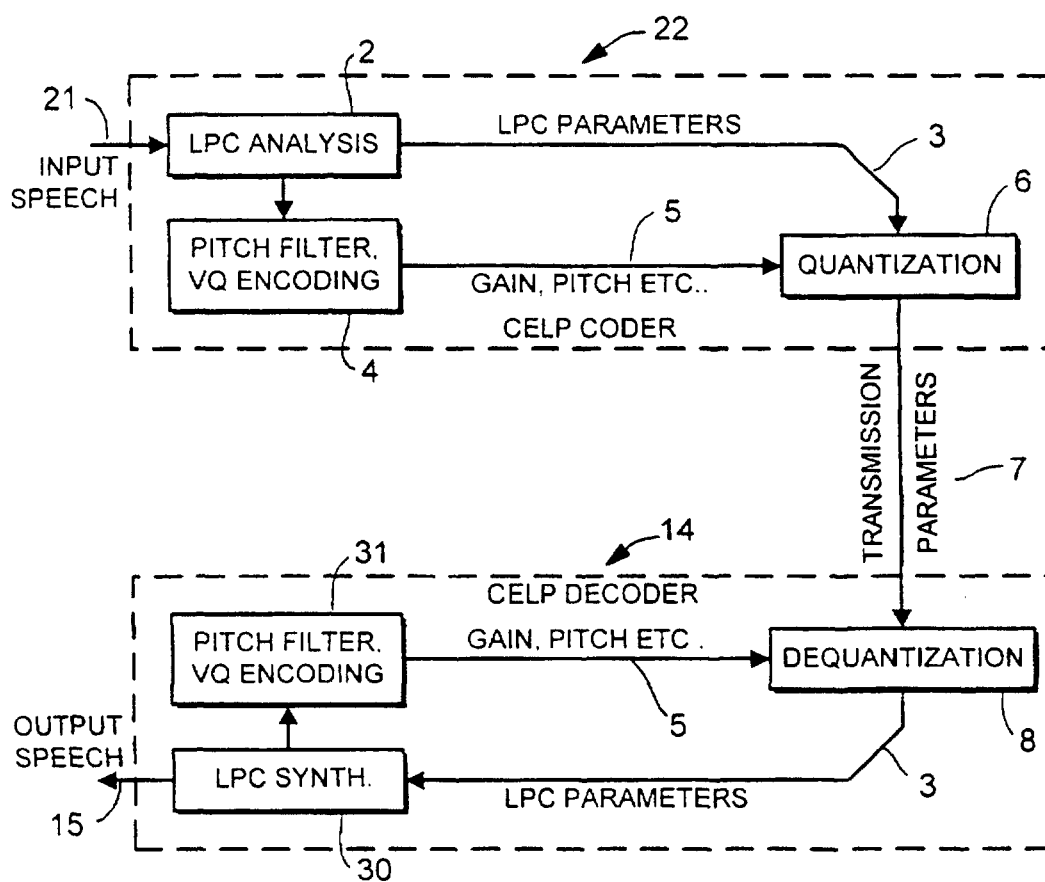 22
2
21
LPC ANALYSIS
LPC PARAMETERS
3
INPUT
SPEECH
6
PITCH FILTER,
VQ ENCODING
5
QUANTIZATION
GAIN, PITCH ETC..
CELP CODER
4
TRANSMISSION
PARAMETERS
7
14
31
CELP DECODER
PITCH FILTER,
VQ ENCODING
GAIN, PITCH ETC .
DEQUANTIZATION
5
8
OUTPUT
SPEECH
LPC SYNTH.
3
LPC PARAMETERS
15
30